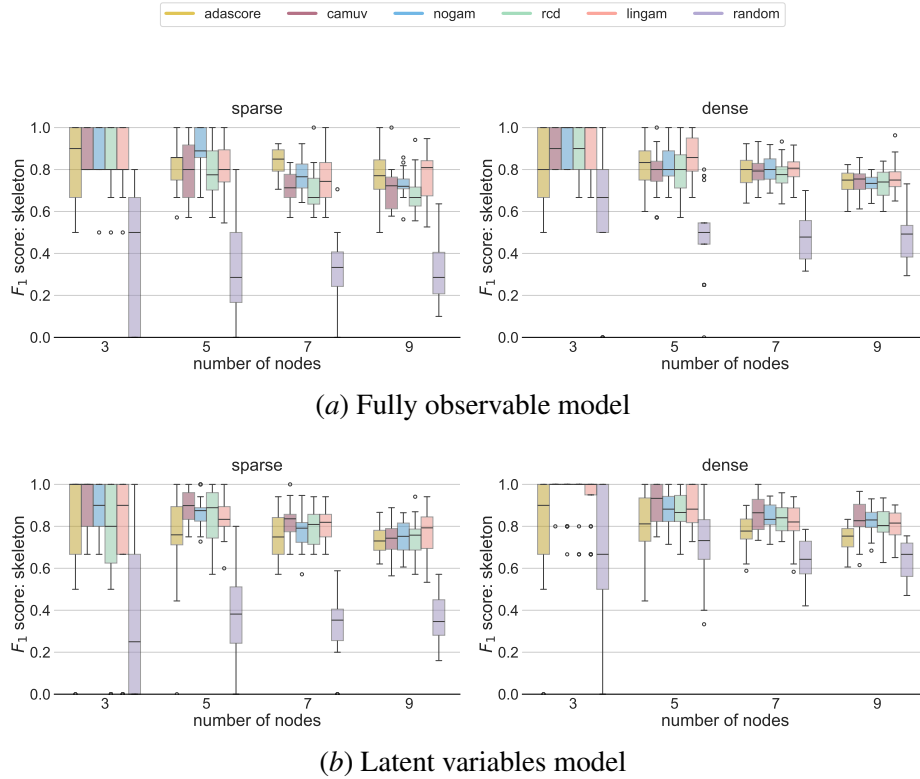 adascore camuv nogam rcd lingam random
sparse
F1 score: skeleton
1.0
0.8
0.6
0.4
0.2
0.0
3 5 7 9
number of nodes
dense
F1 score: skeleton
1.0
0.8
0.6
0.4
0.2
0.0
3 5 7 9
number of nodes
(a) Fully observable model
sparse
F1 score: skeleton
1.0
0.8
0.6
0.4
0.2
0.0
3 5 7 9
number of nodes
dense
F1 score: skeleton
1.0
0.8
0.6
0.4
0.2
0.0
3 5 7 9
number of nodes
(b) Latent variables model